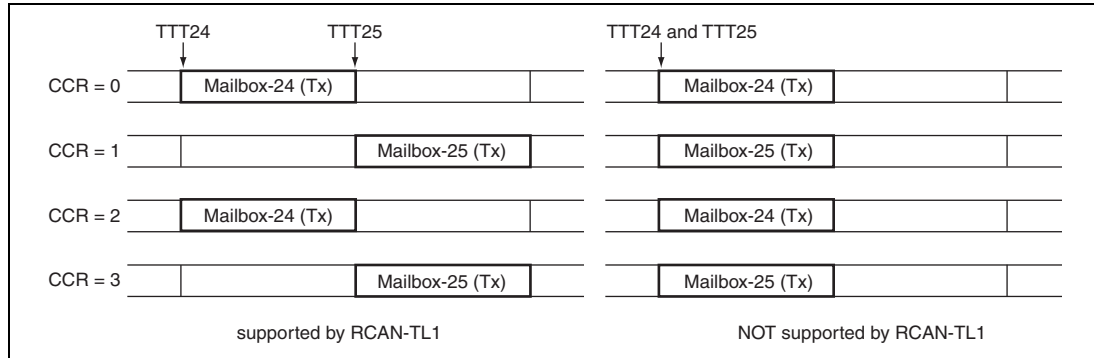 TTT24 TTT25 TTT24 and TTT25
CCR = 0 Mailbox-24 (Tx) Mailbox-24 (Tx)
CCR = 1 Mailbox-25 (Tx) Mailbox-25 (Tx)
CCR = 2 Mailbox-24 (Tx) Mailbox-24 (Tx)
CCR = 3 Mailbox-25 (Tx) Mailbox-25 (Tx)
supported by RCAN-TL1 NOT supported by RCAN-TL1